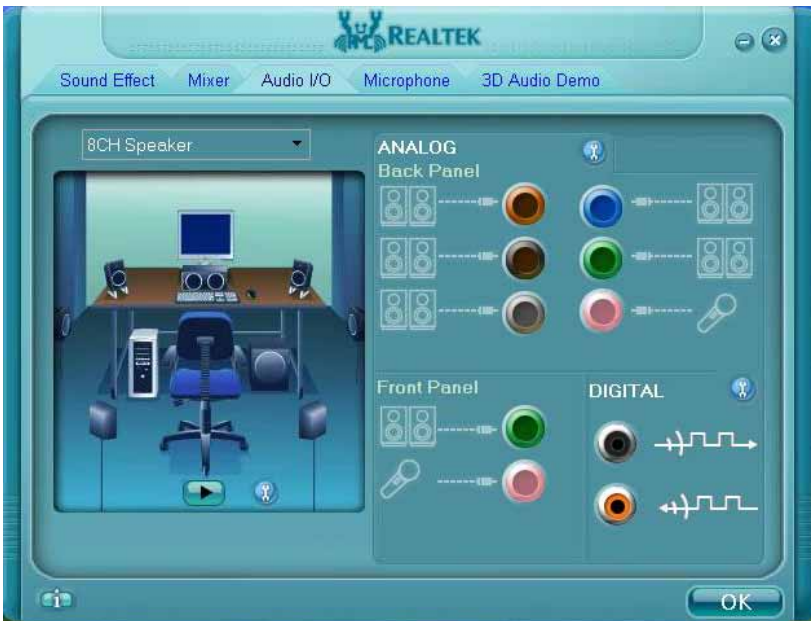 REALTEK
Sound Effect Mixer Audio I/O Microphone 3D Audio Demo
8CH Speaker
ANALOG
Back Panel
Front Panel
DIGITAL
OK